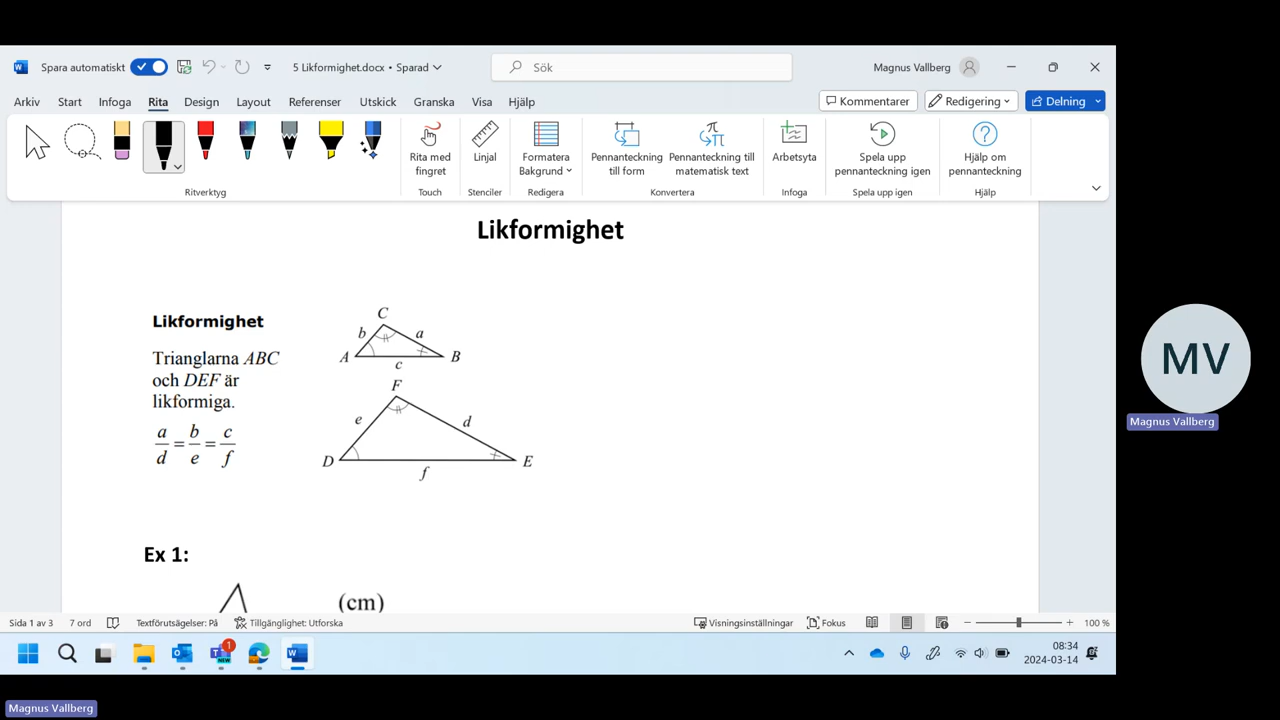 Spara automatiskt
5 Likformighet.docx • Sparad
Sök
Magnus Vallberg
Arkiv Start Infoga Rita Design Layout Referenser Utskick Granska Visa Hjälp
Kommentarer Redigering Delning
Rita med fingret
Linjal
Formatera Bakgrund
Pennanteckning till form
Pennanteckning till matematisk text
Arbetsyta
Spela upp pennanteckning igen
Hjälp om pennanteckning
Ritverktyg Touch Stenciler Redigera Konvertera Infoga Spela upp igen Hjälp
Likformighet
Likformighet
Trianglarna ABC
och DEF är
likformiga.
a/d = b/e = c/f
C
b a
A B
c
F
e d
D E
f
Ex 1:
(cm)
MV
Magnus Vallberg
Sida 1 av 3 7 ord Textförutsägelser: På Tillgänglighet: Utforska Visningsinställningar Fokus 100 %
1
NEW
08:34
2024-03-14
Magnus Vallberg